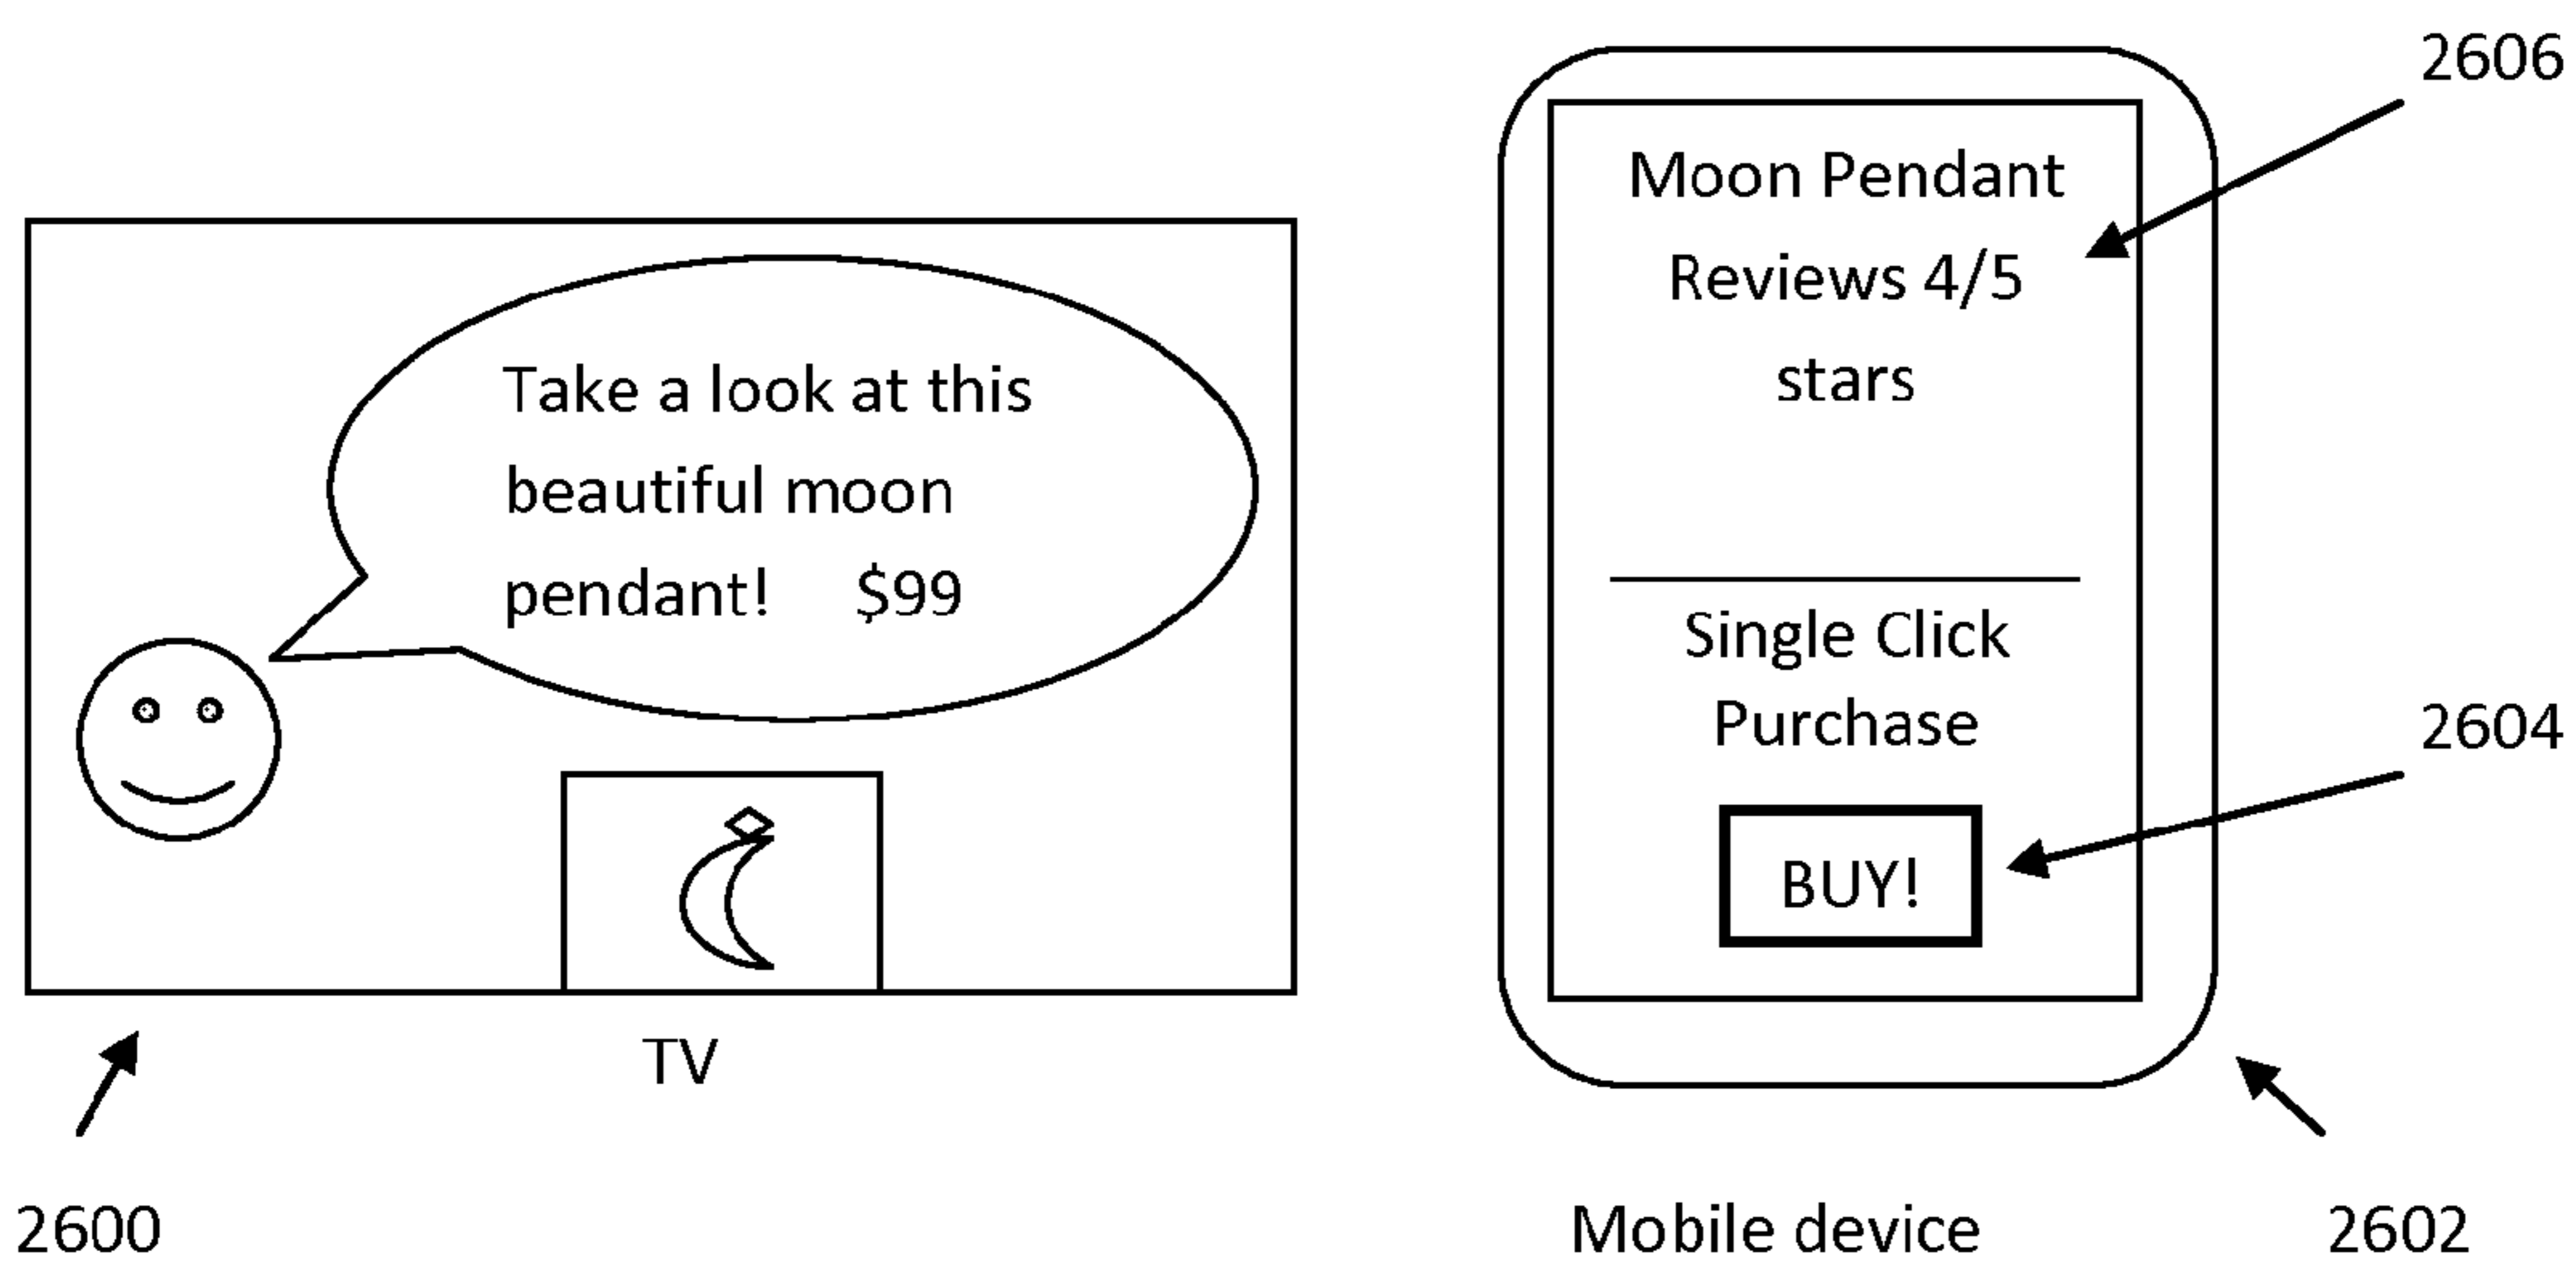 Take a look at this
beautiful moon
pendant! $99
TV
2600
Moon Pendant
Reviews 4/5
stars
Single Click
Purchase
BUY!
Mobile device
2606
2604
2602